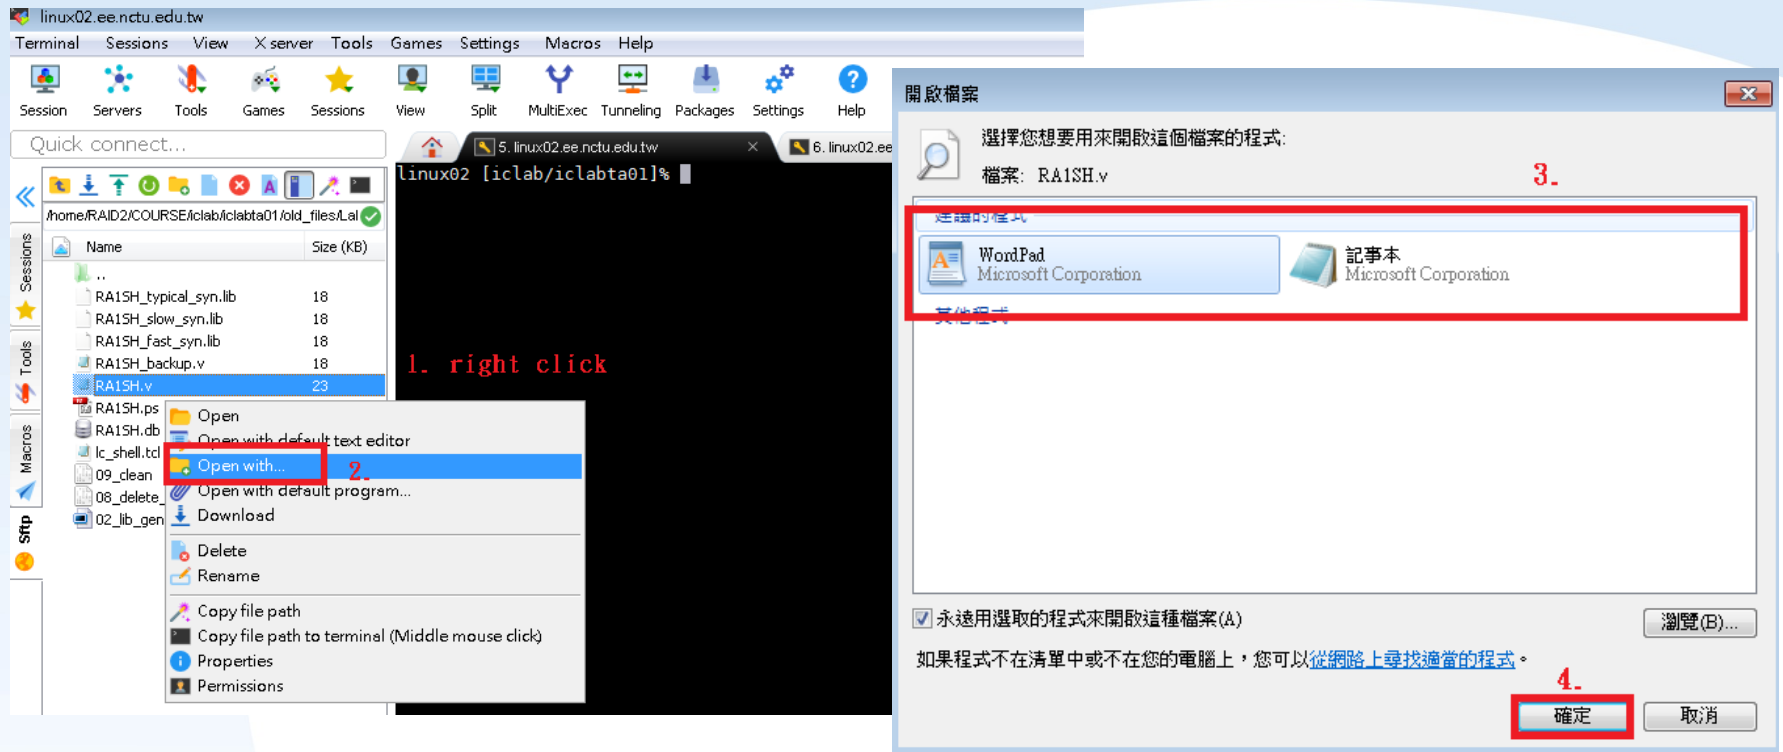 linux02.ee.nctu.edu.tw
Terminal Sessions View X server Tools Games Settings Macros Help
Session Servers Tools Games Sessions View Split MultiExec Tunneling Packages Settings Help
Quick connect...
5. linux02.ee.nctu.edu.tw
6. linux02.ee
linux02 [iclab/iclabta01]%
/home/RAID2/COURSE/iclab/iclabta01/old_files/Lal
Name Size (KB)
..
RA1SH_typical_syn.lib 18
RA1SH_slow_syn.lib 18
RA1SH_fast_syn.lib 18
RA1SH_backup.v 18
RA1SH.v 23
RA1SH.ps
RA1SH.db
lc_shell.tcl
09_clean
08_delete_
02_lib_gen
Sessions
Tools
Macros
Sftp
1. right click
Open
Open with default text editor
Open with...
2.
Open with default program...
Download
Delete
Rename
Copy file path
Copy file path to terminal (Middle mouse click)
Properties
Permissions
開啟檔案
選擇您想要用來開啟這個檔案的程式:
檔案: RA1SH.v
3.
建議的程式
WordPad
Microsoft Corporation
記事本
Microsoft Corporation
其他程式
永遠用選取的程式來開啟這種檔案(A)
瀏覽(B)...
如果程式不在清單中或不在您的電腦上，您可以從網路上尋找適當的程式。
4.
確定
取消